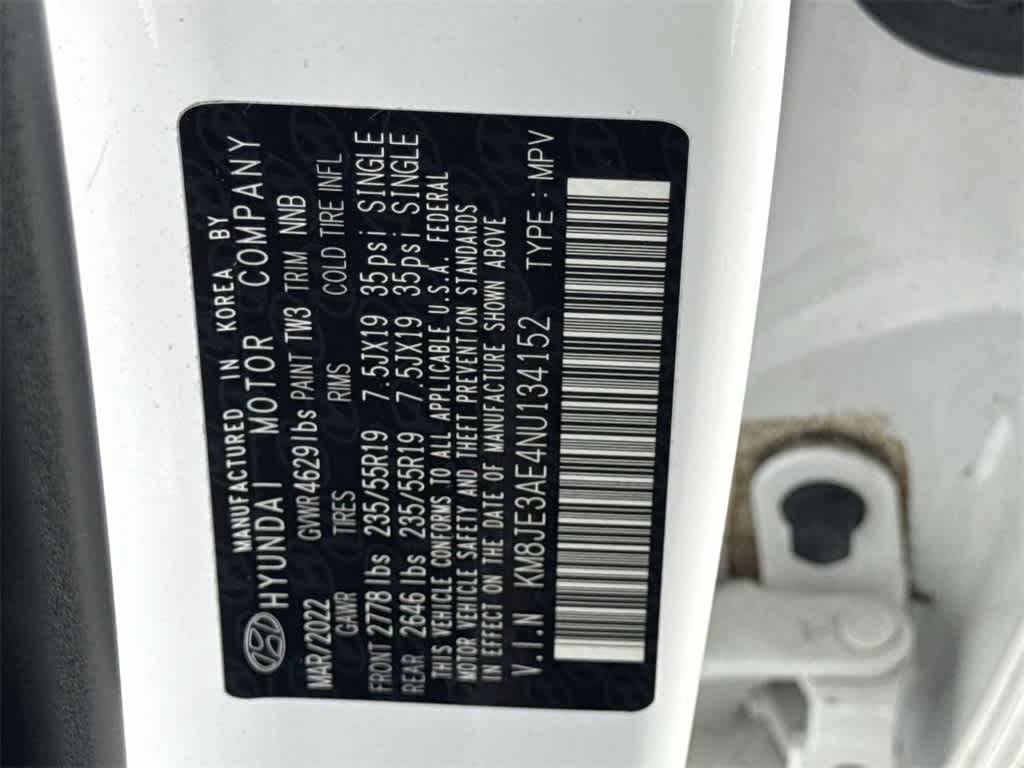 MANUFACTURED IN KOREA BY
HYUNDAI MOTOR COMPANY
MAR/2022 GVWR4629lbs PAINT TW3 TRIM NNB
GAWR TIRES RIMS COLD TIRE INFL
FRONT 2778lbs 235/55R19 7.5JX19 35psi SINGLE
REAR 2646lbs 235/55R19 7.5JX19 35psi SINGLE
THIS VEHICLE CONFORMS TO ALL APPLICABLE U.S.A. FEDERAL
MOTOR VEHICLE SAFETY AND THEFT PREVENTION STANDARDS
IN EFFECT ON THE DATE OF MANUFACTURE SHOWN ABOVE
V.I.N KM8JE3AE4NU134152 TYPE : MPV